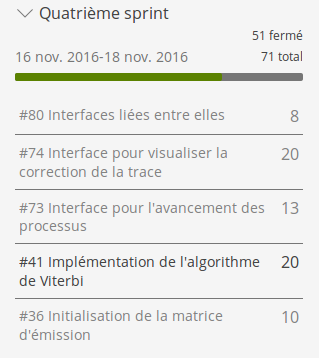 Quatrième sprint
51 fermé
16 nov. 2016-18 nov. 2016 71 total
#80 Interfaces liées entre elles 8
#74 Interface pour visualiser la 20
correction de la trace
#73 Interface pour l'avancement des 13
processus
#41 Implémentation de l'algorithme 20
de Viterbi
#36 Initialisation de la matrice 10
d'émission